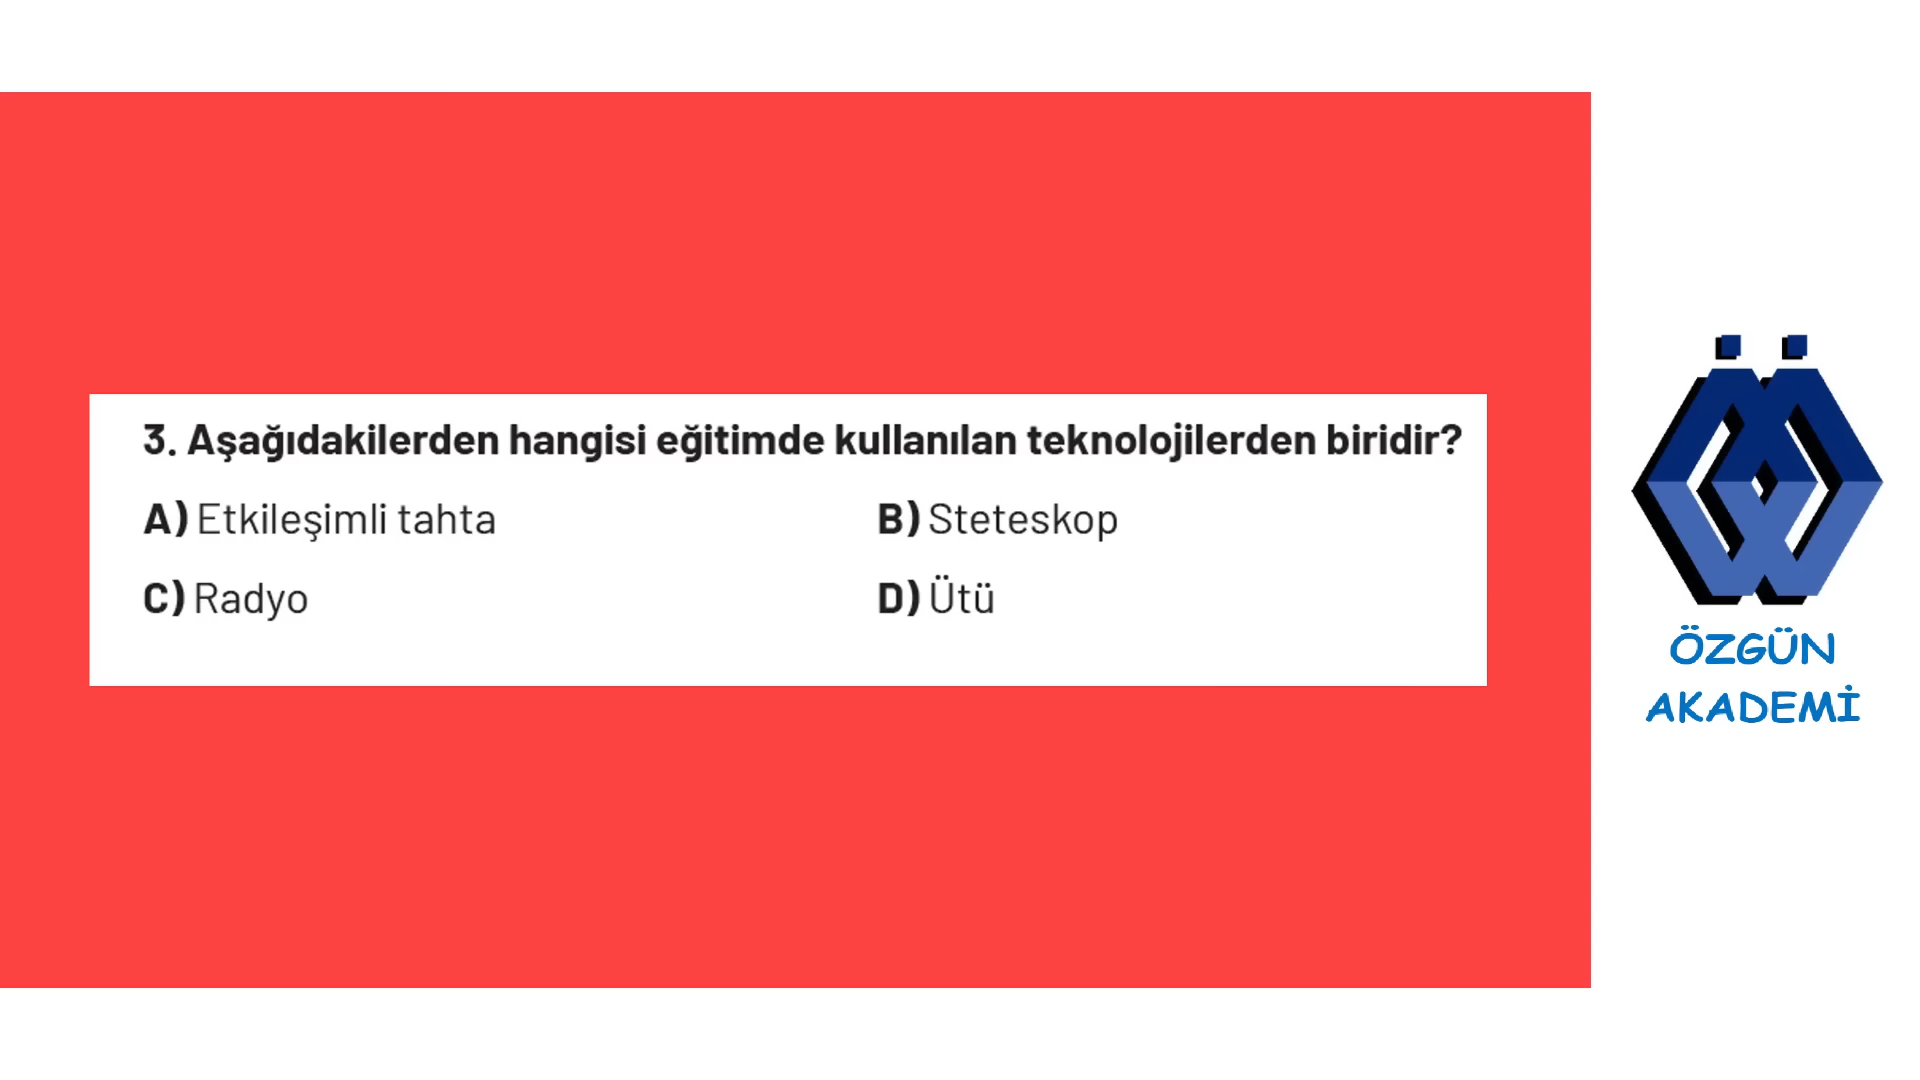 3. Aşağıdakilerden hangisi eğitimde kullanılan teknolojilerden biridir?
A) Etkileşimli tahta
B) Steteskop
C) Radyo
D) Ütü
ÖZGÜN
AKADEMİ